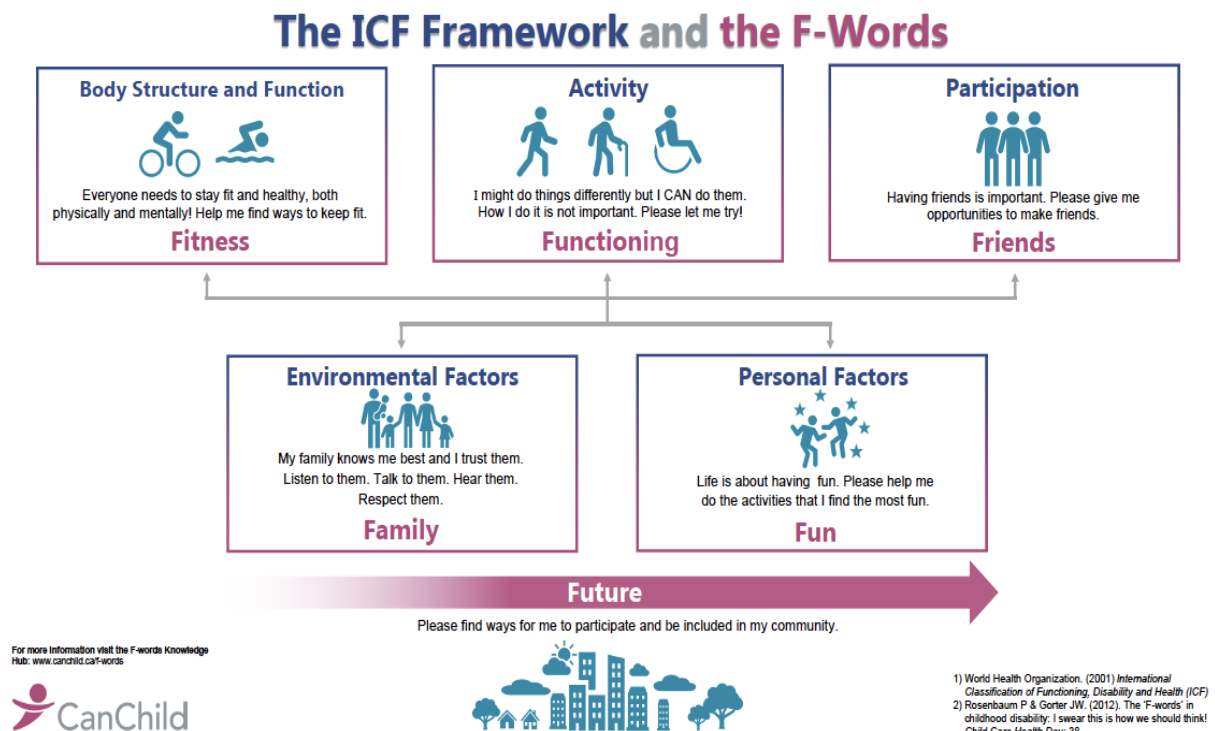 The ICF Framework and the F-Words
Body Structure and Function
Everyone needs to stay fit and healthy, both
physically and mentally! Help me find ways to keep fit.
Fitness
Activity
I might do things differently but I CAN do them.
How I do it is not important. Please let me try!
Functioning
Participation
Having friends is important. Please give me
opportunities to make friends.
Friends
Environmental Factors
My family knows me best and I trust them.
Listen to them. Talk to them. Hear them.
Respect them.
Family
Personal Factors
Life is about having fun. Please help me
do the activities that I find the most fun.
Fun
Future
Please find ways for me to participate and be included in my community.
For more information visit the F-words Knowledge
Hub: www.canchild.ca/f-words
CanChild
1) World Health Organization. (2001) International
Classification of Functioning, Disability and Health (ICF)
2) Rosenbaum P & Gorter JW. (2012). The 'F-words' in
childhood disability: I swear this is how we should think!
Child Care Health Dev; 38